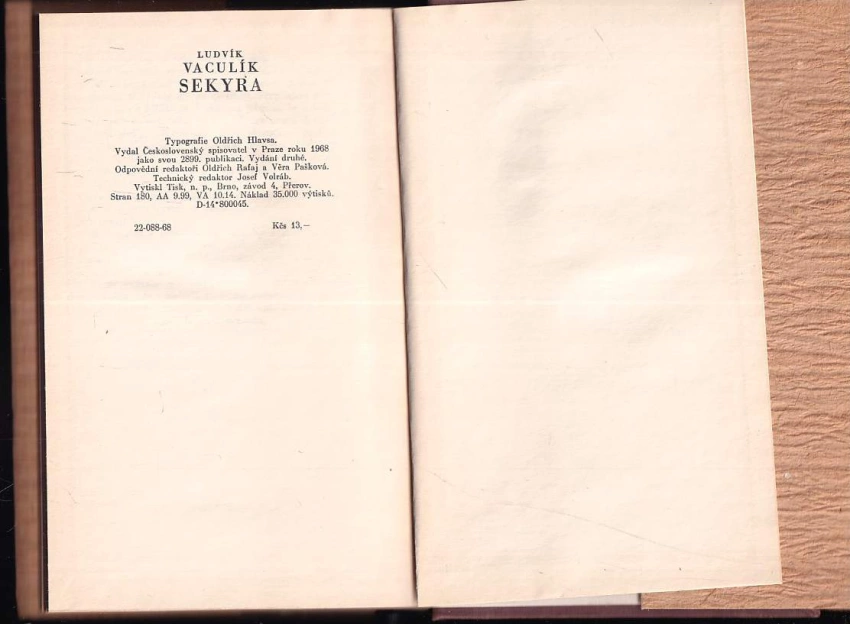 LUDVÍK
VACULÍK
SEKYRA
Typografie Oldřich Hlavsa.
Vydal Československý spisovatel v Praze roku 1968
jako svou 2899. publikaci. Vydání druhé.
Odpovědní redaktoři Oldřich Rafaj a Věra Pašková.
Technický redaktor Josef Volráb.
Vytiskl Tisk, n. p., Brno, závod 4, Přerov.
Stran 180, AA 9.99, VA 10.14. Náklad 35.000 výtisků.
D-14*800045.
22-088-68 Kčs 13,–